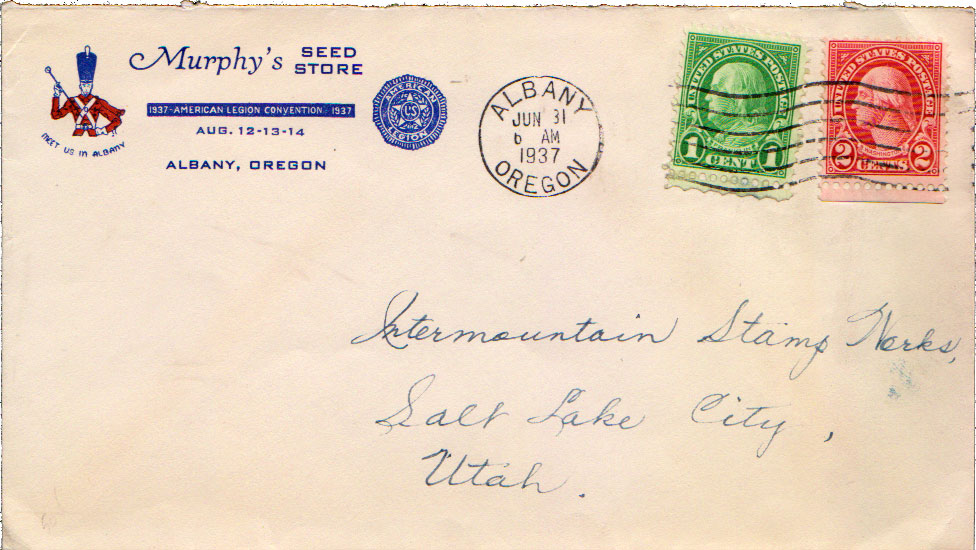 Murphy's SEED STORE
1937-AMERICAN LEGION CONVENTION 1937
AUG. 12-13-14
ALBANY, OREGON
MEET US IN ALBANY
AMERICAN
US
LEGION
ALBANY
JUN 31
6 AM
1937
OREGON
UNITED STATES POSTAGE
1 CENT 1
UNITED STATES POSTAGE
WASHINGTON
2 CENTS 2
Intermountain Stamp Works,
Salt Lake City,
Utah.